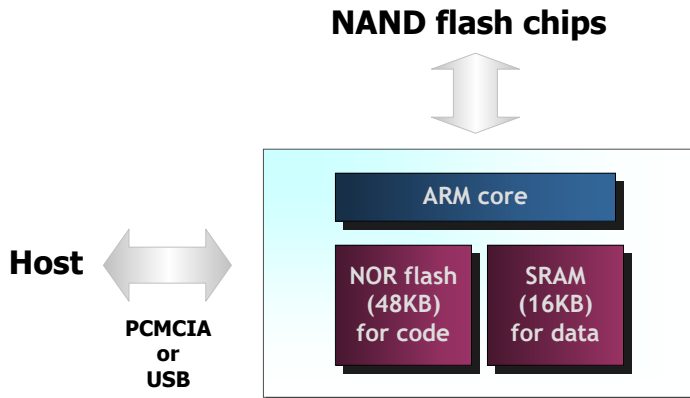 NAND flash chips
ARM core
Host
NOR flash
(48KB)
for code
SRAM
(16KB)
for data
PCMCIA
or
USB